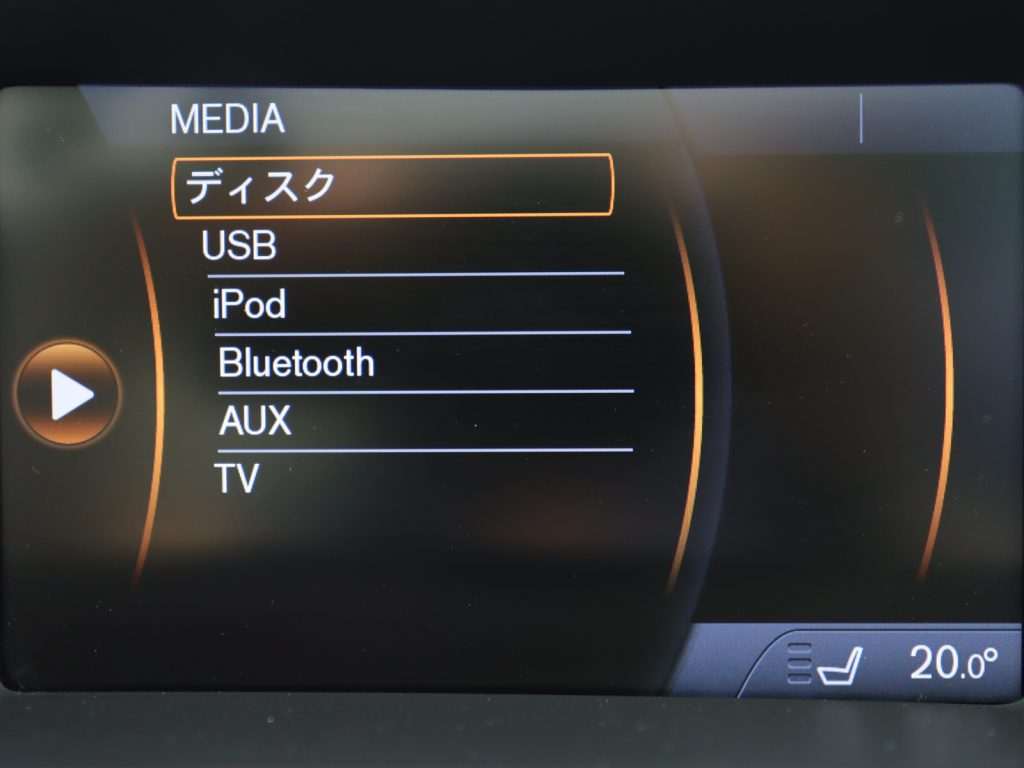 MEDIA
ディスク
USB
iPod
Bluetooth
AUX
TV
20.0°